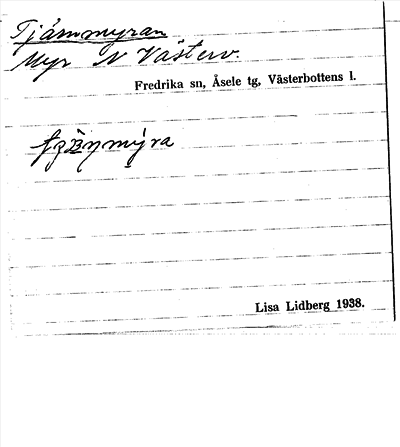 Tjärnmyran
Myr N Västerv.
Fredrika sn, Åsele tg, Västerbottens l.
Lisa Lidberg 1938.